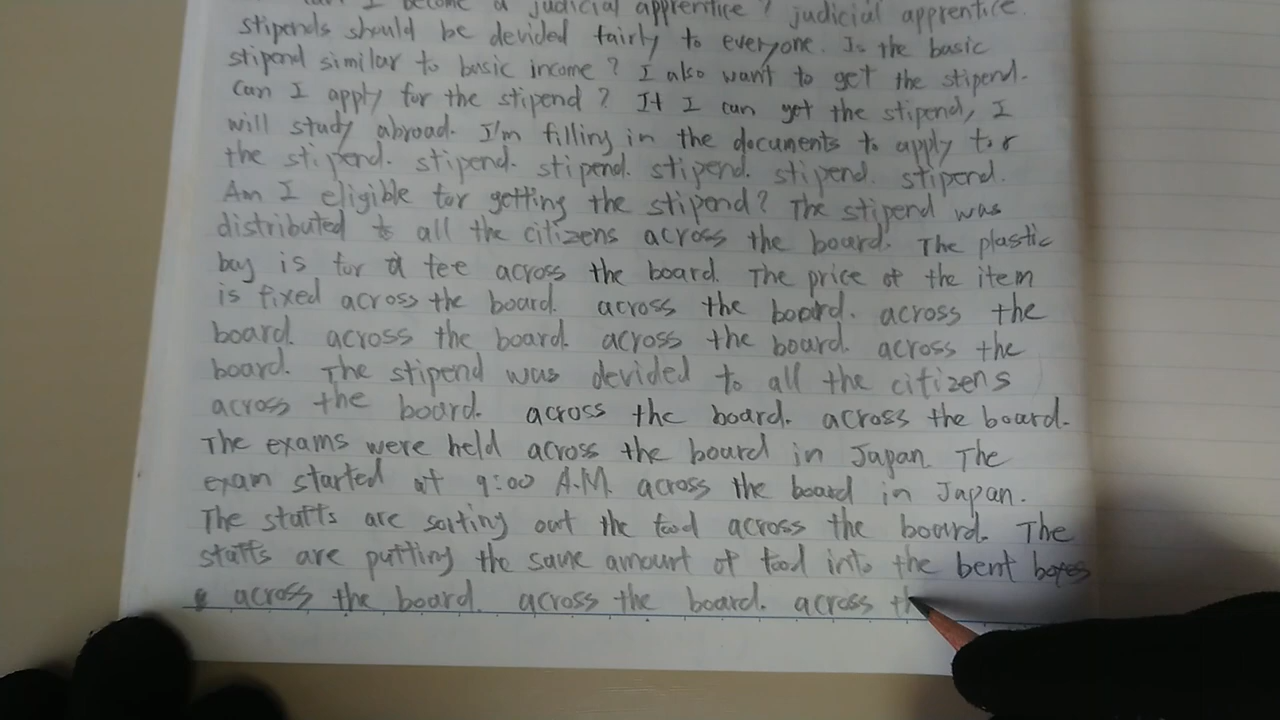 I become a judicial apprentice? judicial apprentice.
stipends should be devided fairly to everyone. Is the basic
stipend similar to basic income? I also want to get the stipend.
Can I apply for the stipend? If I can get the stipend, I
will study abroad. I'm filling in the documents to apply for
the stipend. stipend. stipend. stipend. stipend. stipend.
Am I eligible for getting the stipend? The stipend was
distributed to all the citizens across the board. The plastic
bag is for a fee across the board. The price of the item
is fixed across the board. across the board. across the
board. across the board. across the board. across the
board. The stipend was devided to all the citizens
across the board. across the board. across the board.
The exams were held across the board in Japan. The
exam started at 9:00 A.M. across the board in Japan.
The staffs are sorting out the food across the board. The
staffs are putting the same amount of food into the bent boxes
across the board. across the board. across th